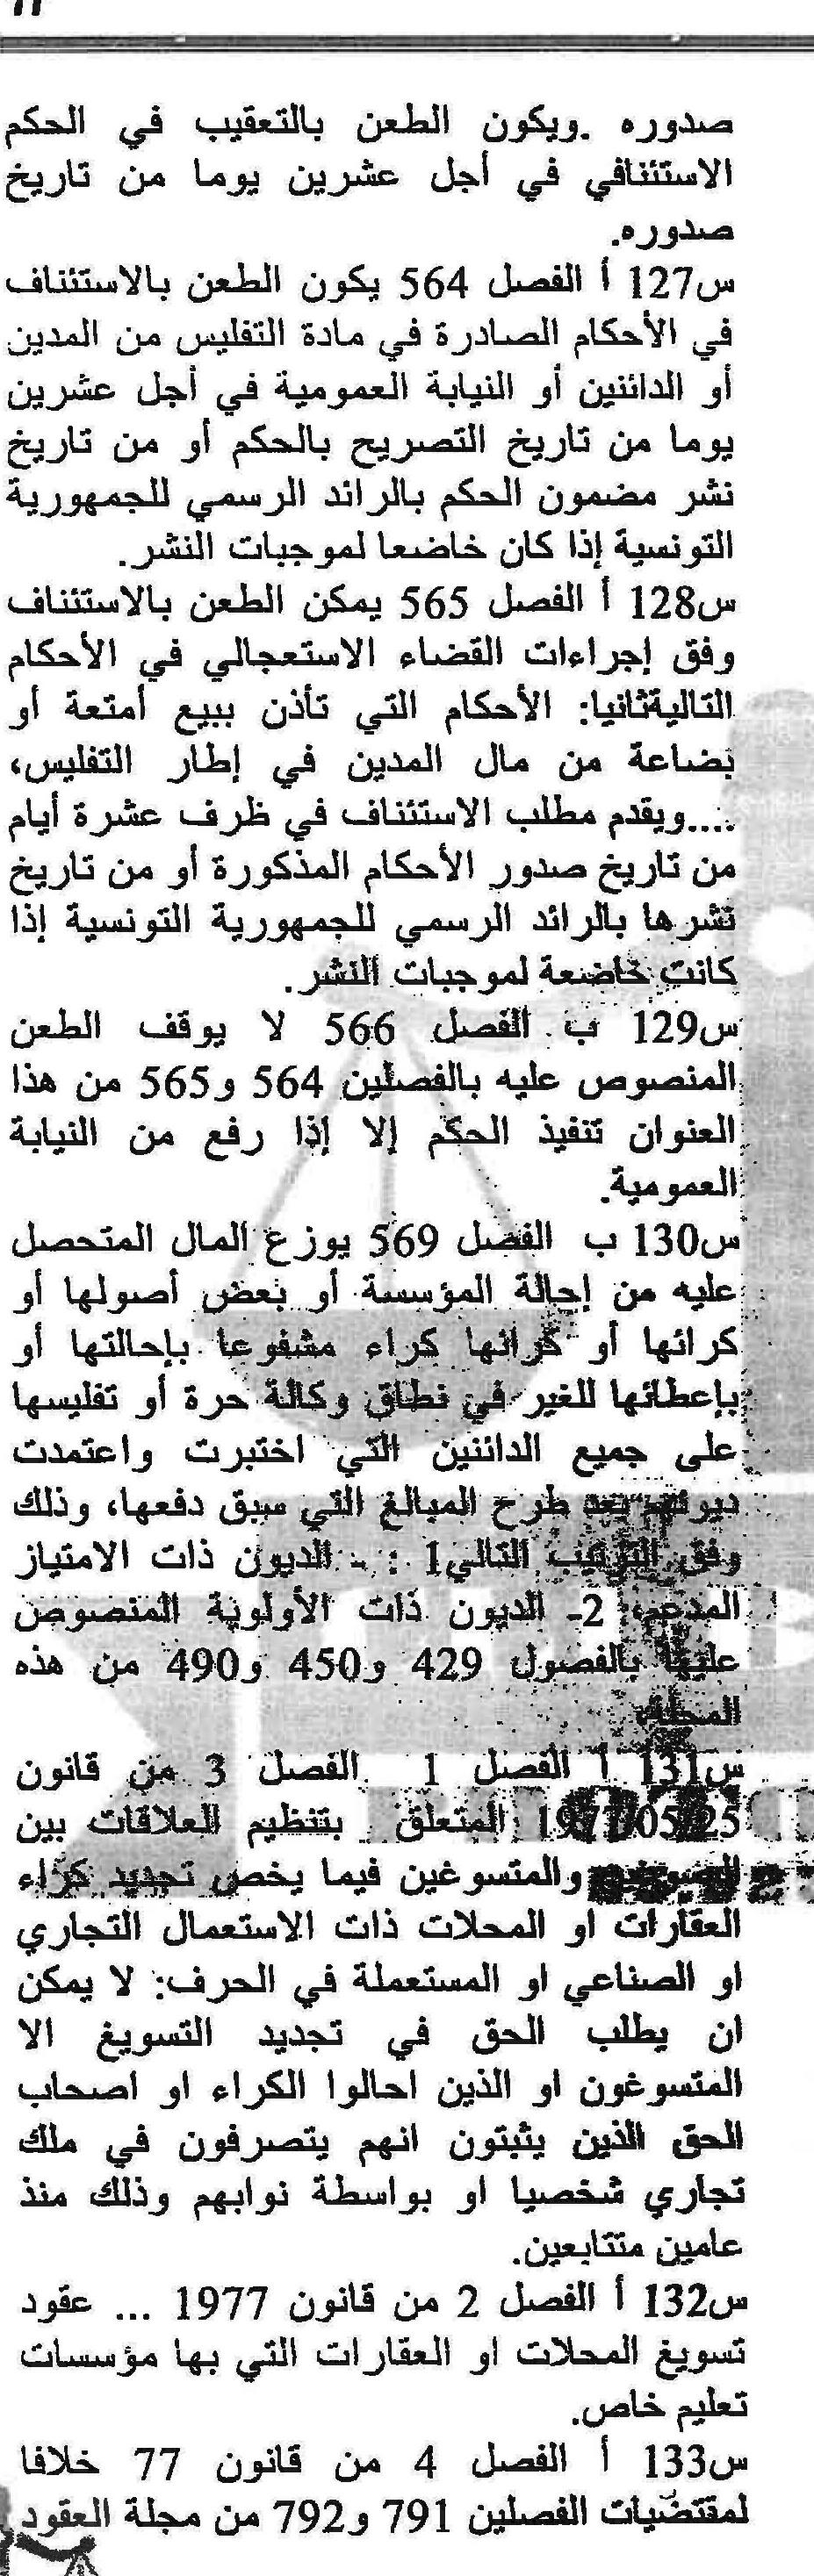 صدوره .ويكون الطعن بالتعقيب في الحكم
الاستئنافي في أجل عشرين يوما من تاريخ
صدوره.
س127 أ الفصل 564 يكون الطعن بالاستئناف
في الأحكام الصادرة في مادة التفليس من المدين
أو الدائنين أو النيابة العمومية في أجل عشرين
يوما من تاريخ التصريح بالحكم أو من تاريخ
نشر مضمون الحكم بالرائد الرسمي للجمهورية
التونسية إذا كان خاضعا لموجبات النشر.
س128 أ الفصل 565 يمكن الطعن بالاستئناف
وفق إجراءات القضاء الاستعجالي في الأحكام
التاليةثانيا: الأحكام التي تأذن ببيع أمتعة أو
بضاعة من مال المدين في إطار التفليس،
....ويقدم مطلب الاستئناف في ظرف عشرة أيام
من تاريخ صدور الأحكام المذكورة أو من تاريخ
نشرها بالرائد الرسمي للجمهورية التونسية إذا
كانت خاضعة لموجبات النشر.
س129 ب الفصل 566 لا يوقف الطعن
المنصوص عليه بالفصلين 564 و565 من هذا
العنوان تنفيذ الحكم إلا إذا رفع من النيابة
العمومية.
س130 ب الفصل 569 يوزع المال المتحصل
عليه من إحالة المؤسسة أو بعض أصولها أو
كرائها أو كرائها كراء مشفوعا بإحالتها أو
بإعطائها للغير في نطاق وكالة حرة أو تفليسها
على جميع الدائنين التي اختبرت واعتمدت
ديونهم بعد طرح المبالغ التي سبق دفعها، وذلك
وفق الترتيب التالي1 : - الديون ذات الامتياز
المدعم، 2- الديون ذات الأولوية المنصوص
عليها بالفصول 429 و450 و490 من هذه
المجلة،
س131 أ الفصل 1 الفصل 3 من قانون
1977/05/25 المتعلق بتنظيم العلاقات بين
المسوغين والمتسوغين فيما يخص تجديد كراء
العقارات او المحلات ذات الاستعمال التجاري
او الصناعي او المستعملة في الحرف: لا يمكن
ان يطلب الحق في تجديد التسويغ الا
المتسوغون او الذين احالوا الكراء او اصحاب
الحق الذين يثبتون انهم يتصرفون في ملك
تجاري شخصيا او بواسطة نوابهم وذلك منذ
عامين متتابعين.
س132 أ الفصل 2 من قانون 1977 ... عقود
تسويغ المحلات او العقارات التي بها مؤسسات
تعليم خاص.
س133 أ الفصل 4 من قانون 77 خلافا
لمقتضيات الفصلين 791 و792 من مجلة العقود